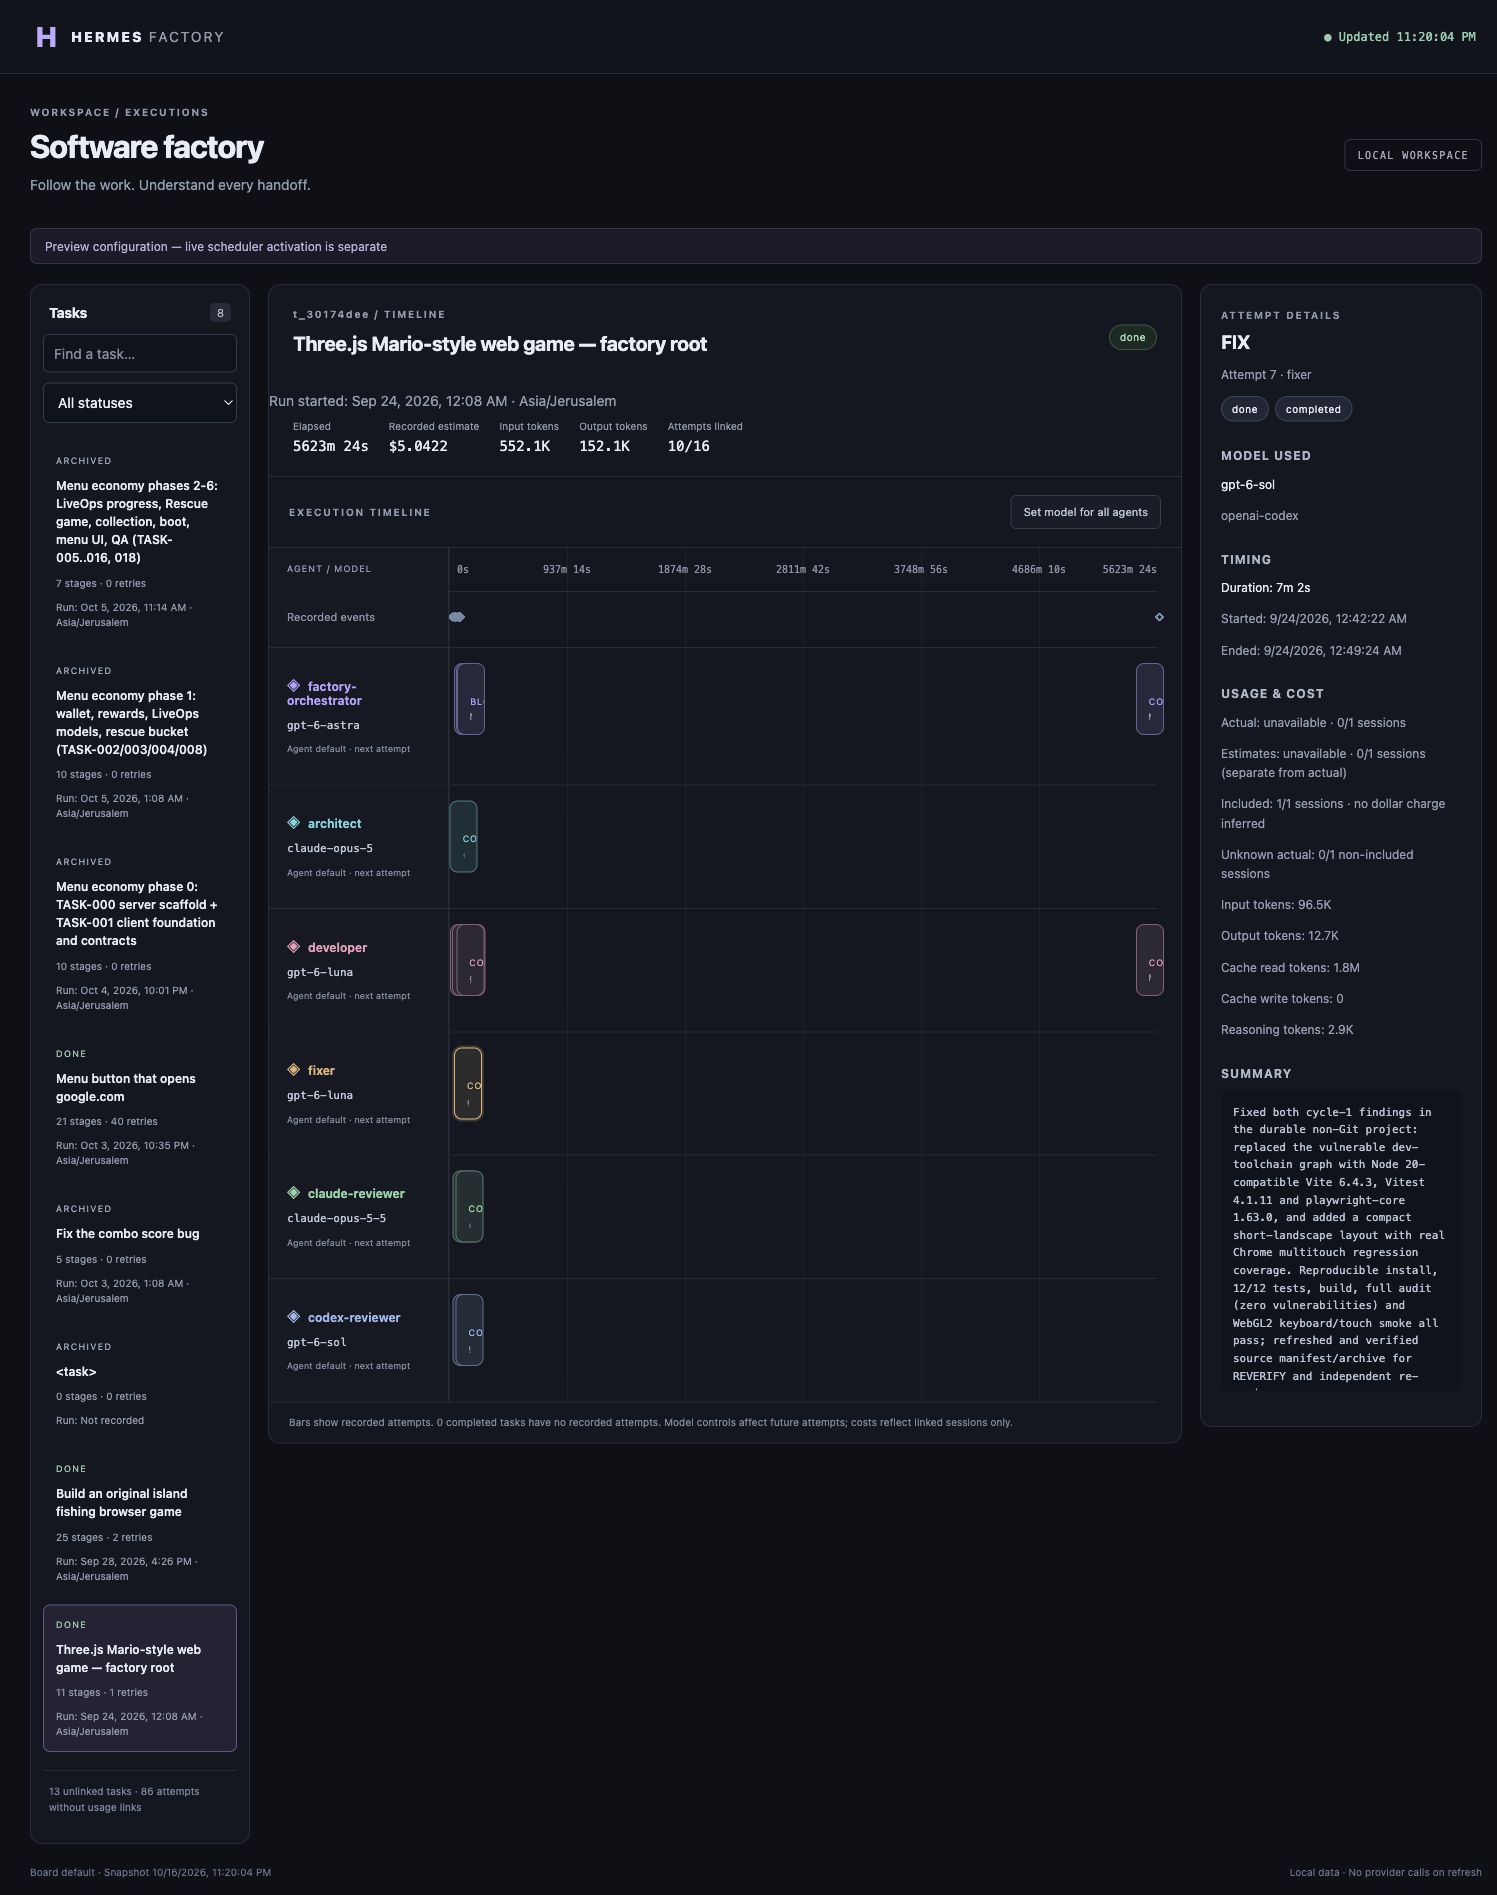 H HERMES FACTORY
● Updated 11:20:04 PM
WORKSPACE / EXECUTIONS
Software factory
Follow the work. Understand every handoff.
LOCAL WORKSPACE
Preview configuration — live scheduler activation is separate
Tasks
8
Find a task...
All statuses
ARCHIVED
Menu economy phases 2-6:
LiveOps progress, Rescue
game, collection, boot,
menu UI, QA (TASK-
005..016, 018)
7 stages · 0 retries
Run: Oct 5, 2026, 11:14 AM ·
Asia/Jerusalem
ARCHIVED
Menu economy phase 1:
wallet, rewards, LiveOps
models, rescue bucket
(TASK-002/003/004/008)
10 stages · 0 retries
Run: Oct 5, 2026, 1:08 AM ·
Asia/Jerusalem
ARCHIVED
Menu economy phase 0:
TASK-000 server scaffold +
TASK-001 client foundation
and contracts
10 stages · 0 retries
Run: Oct 4, 2026, 10:01 PM ·
Asia/Jerusalem
DONE
Menu button that opens
google.com
21 stages · 40 retries
Run: Oct 3, 2026, 10:35 PM ·
Asia/Jerusalem
ARCHIVED
Fix the combo score bug
5 stages · 0 retries
Run: Oct 3, 2026, 1:08 AM ·
Asia/Jerusalem
ARCHIVED
<task>
0 stages · 0 retries
Run: Not recorded
DONE
Build an original island
fishing browser game
25 stages · 2 retries
Run: Sep 28, 2026, 4:26 PM ·
Asia/Jerusalem
DONE
Three.js Mario-style web
game — factory root
11 stages · 1 retries
Run: Sep 24, 2026, 12:08 AM ·
Asia/Jerusalem
13 unlinked tasks · 86 attempts
without usage links
t_30174dee / TIMELINE
Three.js Mario-style web game — factory root
done
Run started: Sep 24, 2026, 12:08 AM · Asia/Jerusalem
Elapsed
5623m 24s
Recorded estimate
$5.0422
Input tokens
552.1K
Output tokens
152.1K
Attempts linked
10/16
EXECUTION TIMELINE
Set model for all agents
AGENT / MODEL
0s 937m 14s 1874m 28s 2811m 42s 3748m 56s 4686m 10s 5623m 24s
Recorded events
factory-
orchestrator
gpt-6-astra
Agent default · next attempt
BL
CO
architect
claude-opus-5
Agent default · next attempt
CO
developer
gpt-6-luna
Agent default · next attempt
CO
CO
fixer
gpt-6-luna
Agent default · next attempt
CO
claude-reviewer
claude-opus-5-5
Agent default · next attempt
CO
codex-reviewer
gpt-6-sol
Agent default · next attempt
CO
Bars show recorded attempts. 0 completed tasks have no recorded attempts. Model controls affect future attempts; costs reflect linked sessions only.
ATTEMPT DETAILS
FIX
Attempt 7 · fixer
done
completed
MODEL USED
gpt-6-sol
openai-codex
TIMING
Duration: 7m 2s
Started: 9/24/2026, 12:42:22 AM
Ended: 9/24/2026, 12:49:24 AM
USAGE & COST
Actual: unavailable · 0/1 sessions
Estimates: unavailable · 0/1 sessions
(separate from actual)
Included: 1/1 sessions · no dollar charge
inferred
Unknown actual: 0/1 non-included
sessions
Input tokens: 96.5K
Output tokens: 12.7K
Cache read tokens: 1.8M
Cache write tokens: 0
Reasoning tokens: 2.9K
SUMMARY
Fixed both cycle-1 findings in
the durable non-Git project:
replaced the vulnerable dev-
toolchain graph with Node 20-
compatible Vite 6.4.3, Vitest
4.1.11 and playwright-core
1.63.0, and added a compact
short-landscape layout with real
Chrome multitouch regression
coverage. Reproducible install,
12/12 tests, build, full audit
(zero vulnerabilities) and
WebGL2 keyboard/touch smoke all
pass; refreshed and verified
source manifest/archive for
REVERIFY and independent re-
Board default · Snapshot 10/16/2026, 11:20:04 PM
Local data · No provider calls on refresh